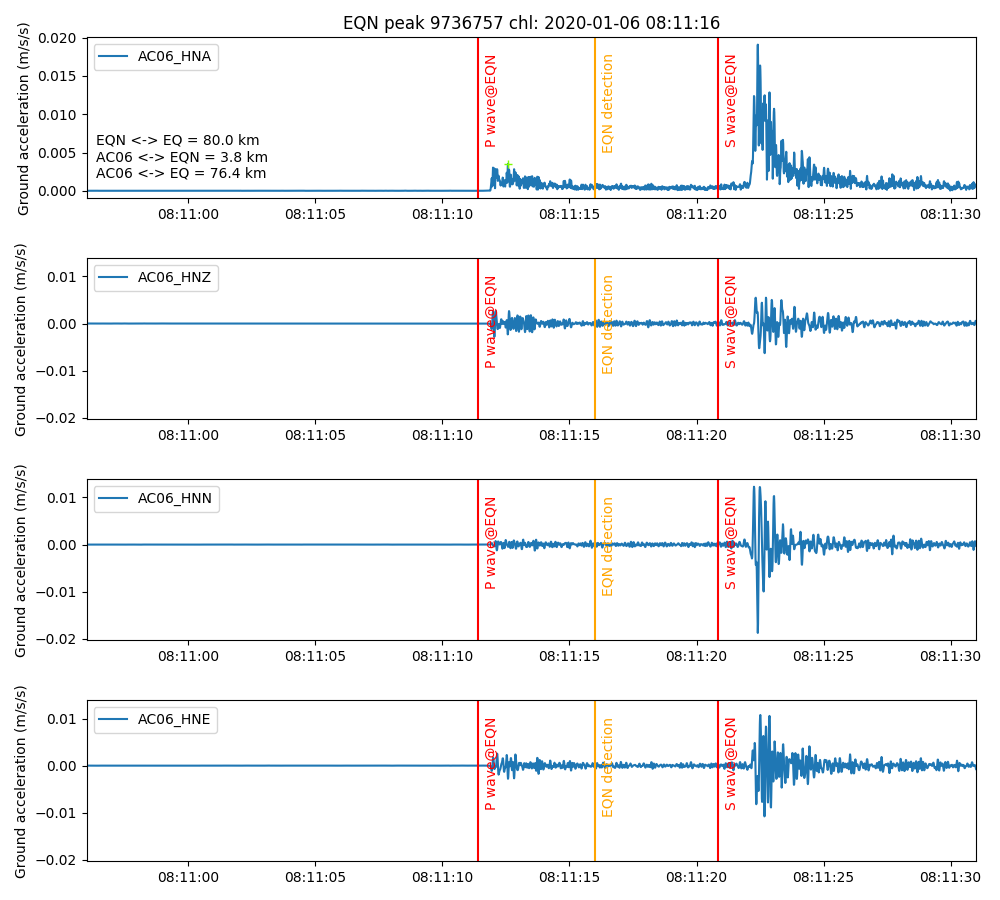 EQN peak 9736757 chl: 2020-01-06 08:11:16
Ground acceleration (m/s/s)
0.020
0.015
0.010
0.005
0.000
AC06_HNA
EQN <-> EQ = 80.0 km
AC06 <-> EQN = 3.8 km
AC06 <-> EQ = 76.4 km
P wave@EQN
EQN detection
S wave@EQN
08:11:00 08:11:05 08:11:10 08:11:15 08:11:20 08:11:25 08:11:30
Ground acceleration (m/s/s)
0.01
0.00
−0.01
−0.02
AC06_HNZ
P wave@EQN
EQN detection
S wave@EQN
08:11:00 08:11:05 08:11:10 08:11:15 08:11:20 08:11:25 08:11:30
Ground acceleration (m/s/s)
0.01
0.00
−0.01
−0.02
AC06_HNN
P wave@EQN
EQN detection
S wave@EQN
08:11:00 08:11:05 08:11:10 08:11:15 08:11:20 08:11:25 08:11:30
Ground acceleration (m/s/s)
0.01
0.00
−0.01
−0.02
AC06_HNE
P wave@EQN
EQN detection
S wave@EQN
08:11:00 08:11:05 08:11:10 08:11:15 08:11:20 08:11:25 08:11:30